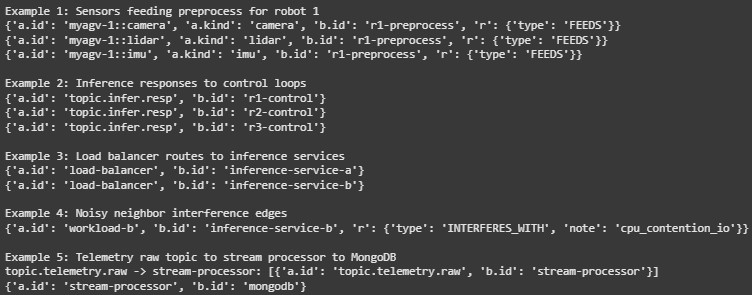 Example 1: Sensors feeding preprocess for robot 1
{'a.id': 'myagv-1::camera', 'a.kind': 'camera', 'b.id': 'r1-preprocess', 'r': {'type': 'FEEDS'}}
{'a.id': 'myagv-1::lidar', 'a.kind': 'lidar', 'b.id': 'r1-preprocess', 'r': {'type': 'FEEDS'}}
{'a.id': 'myagv-1::imu', 'a.kind': 'imu', 'b.id': 'r1-preprocess', 'r': {'type': 'FEEDS'}}

Example 2: Inference responses to control loops
{'a.id': 'topic.infer.resp', 'b.id': 'r1-control'}
{'a.id': 'topic.infer.resp', 'b.id': 'r2-control'}
{'a.id': 'topic.infer.resp', 'b.id': 'r3-control'}

Example 3: Load balancer routes to inference services
{'a.id': 'load-balancer', 'b.id': 'inference-service-a'}
{'a.id': 'load-balancer', 'b.id': 'inference-service-b'}

Example 4: Noisy neighbor interference edges
{'a.id': 'workload-b', 'b.id': 'inference-service-b', 'r': {'type': 'INTERFERES_WITH', 'note': 'cpu_contention_io'}}

Example 5: Telemetry raw topic to stream processor to MongoDB
topic.telemetry.raw -> stream-processor: [{'a.id': 'topic.telemetry.raw', 'b.id': 'stream-processor'}]
{'a.id': 'stream-processor', 'b.id': 'mongodb'}